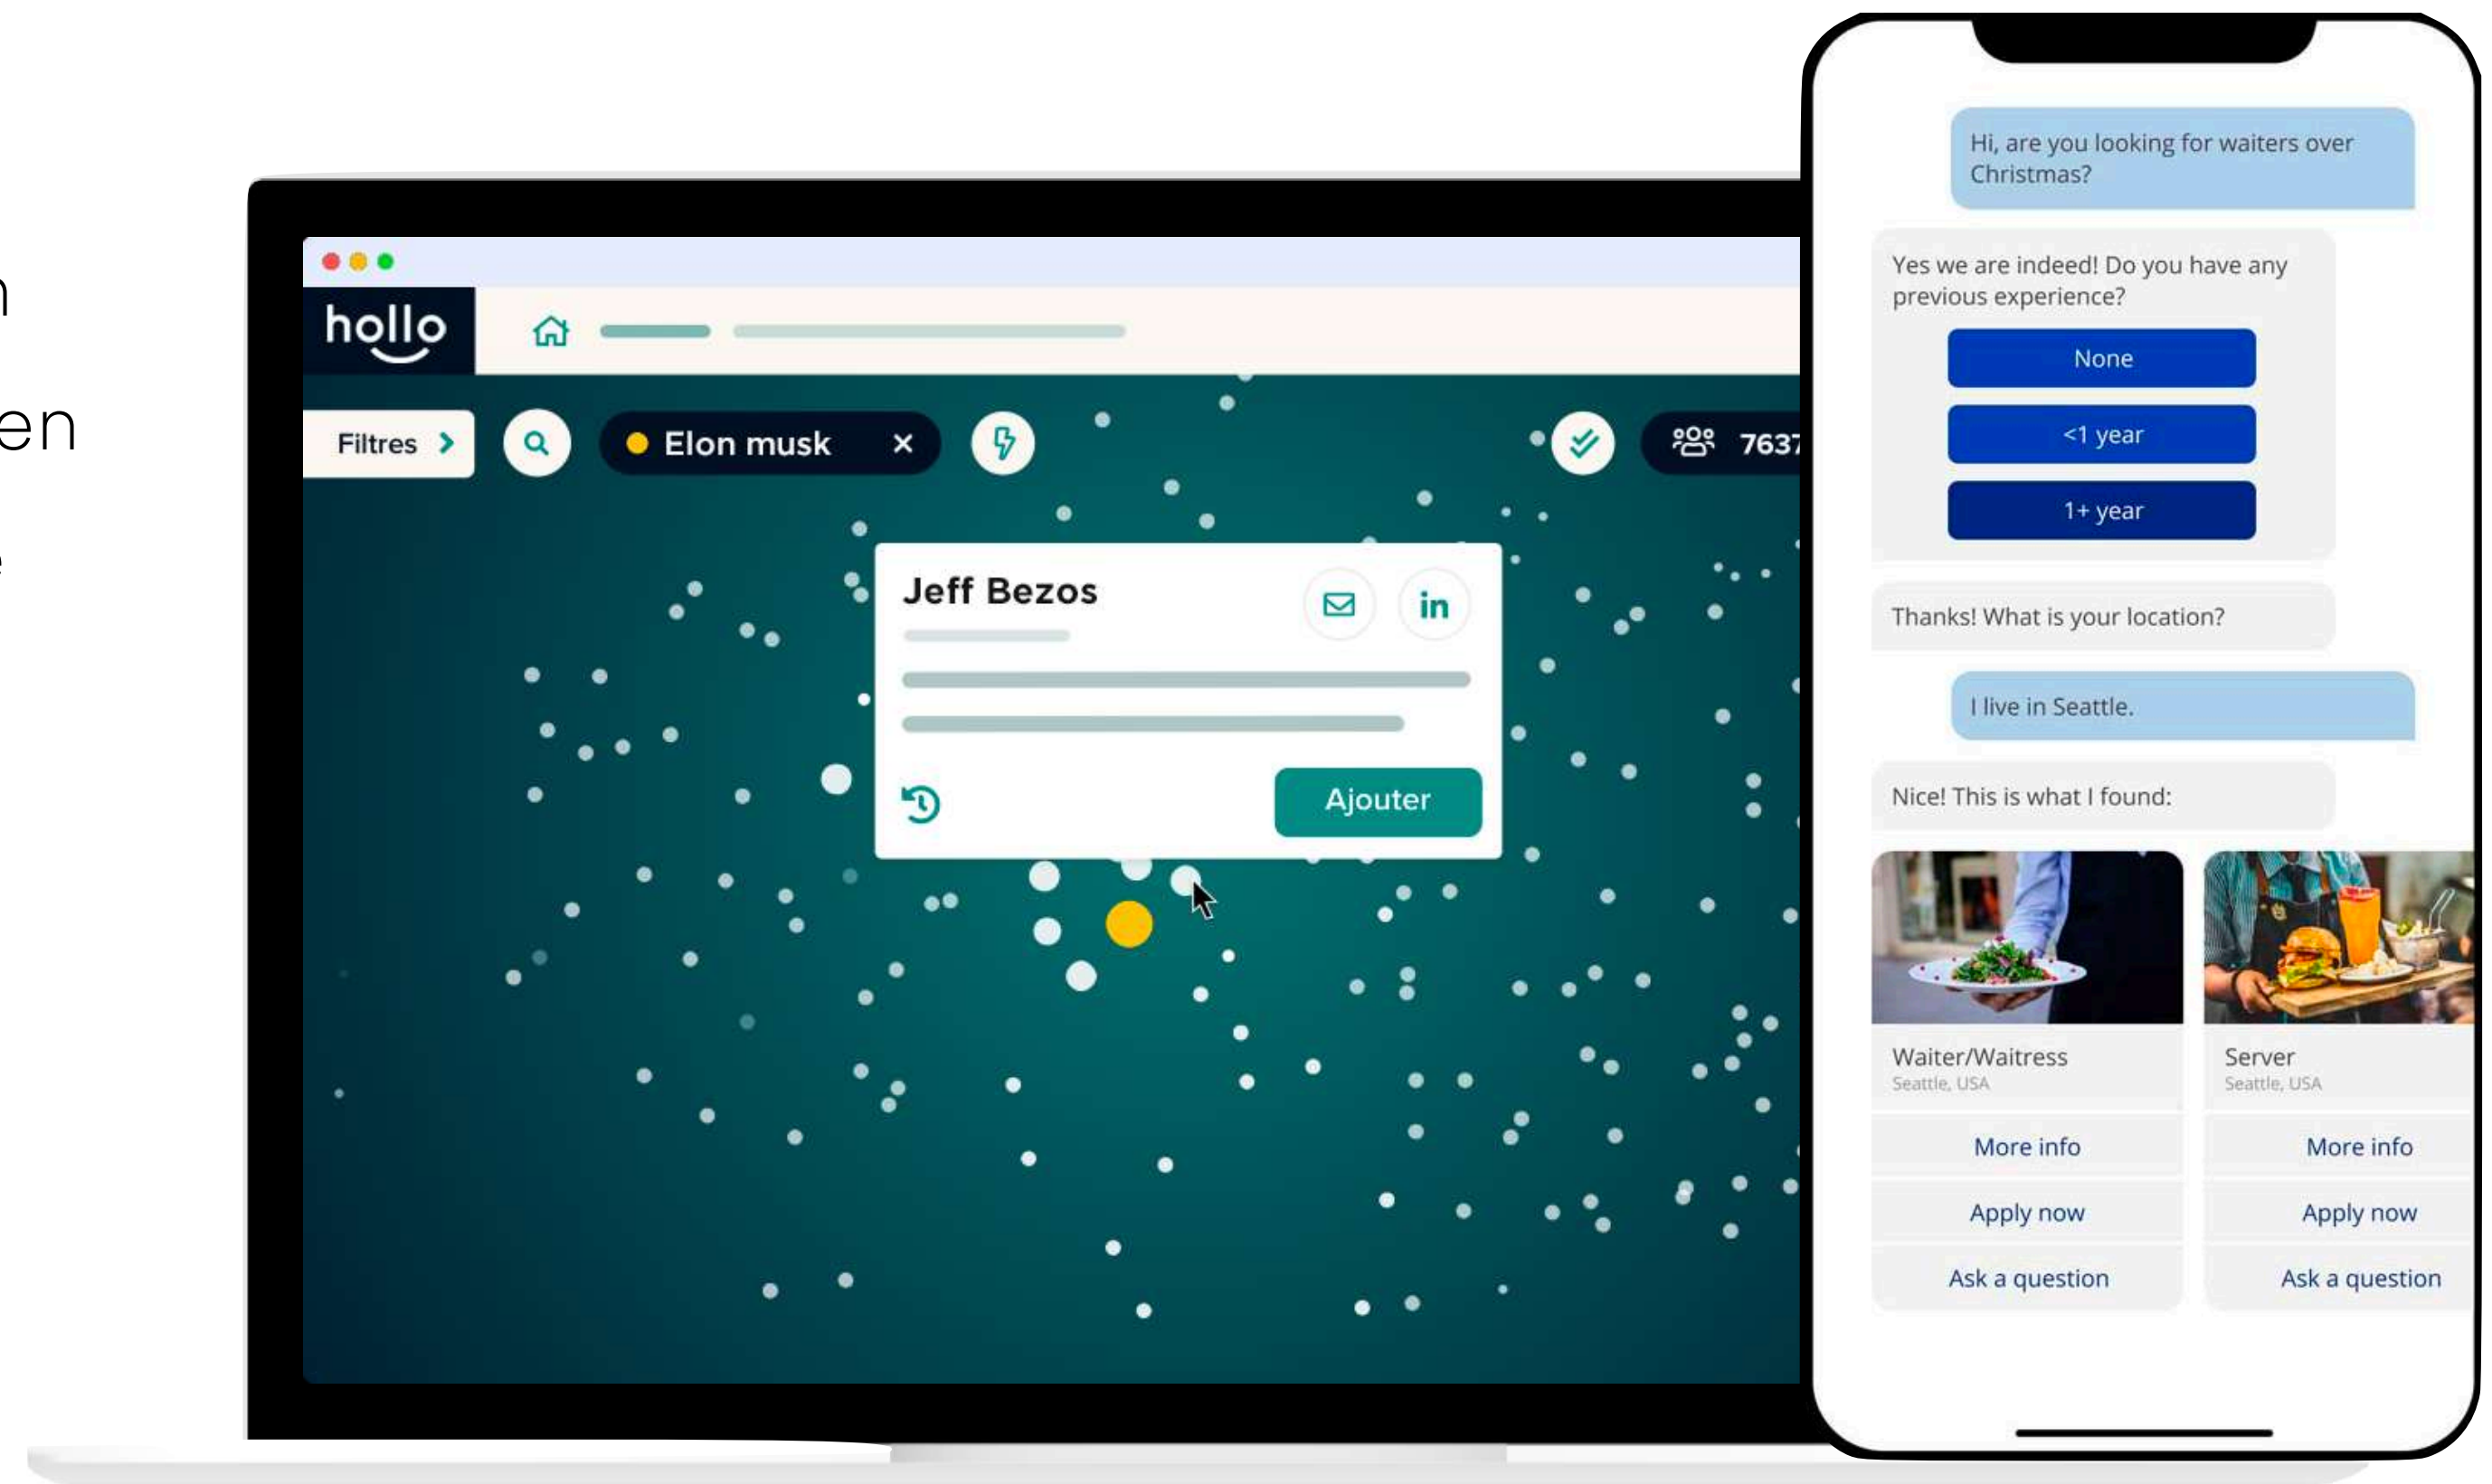 en
hollo
Filtres
Elon musk
7637
Jeff Bezos
in
Ajouter
Hi, are you looking for waiters over
Christmas?
Yes we are indeed! Do you have any
previous experience?
None
<1 year
1+ year
Thanks! What is your location?
I live in Seattle.
Nice! This is what I found:
Waiter/Waitress
Seattle, USA
More info
Apply now
Ask a question
Server
Seattle, USA
More info
Apply now
Ask a question